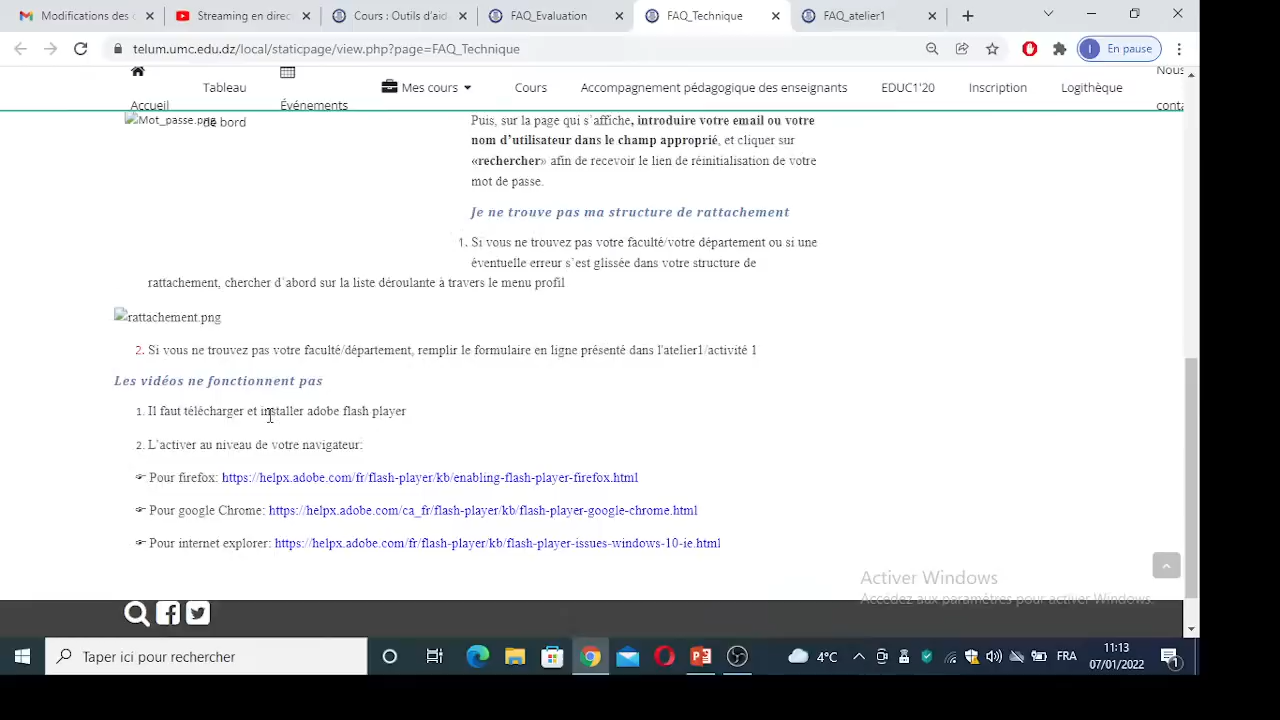 Modifications des c
Streaming en direc
Cours : Outils d'aid
FAQ_Evaluation
FAQ_Technique
FAQ_atelier1
telum.umc.edu.dz/local/staticpage/view.php?page=FAQ_Technique
I
En pause
Accueil
Tableau
de bord
Événements
Mes cours
Cours
Accompagnement pédagogique des enseignants
EDUC1'20
Inscription
Logithèque
Nous
conta
Mot_passe.png
Puis, sur la page qui s'affiche, introduire votre email ou votre
nom d'utilisateur dans le champ approprié, et cliquer sur
«rechercher» afin de recevoir le lien de réinitialisation de votre
mot de passe.
Je ne trouve pas ma structure de rattachement
1. Si vous ne trouvez pas votre faculté/votre département ou si une
éventuelle erreur s'est glissée dans votre structure de
rattachement, chercher d'abord sur la liste déroulante à travers le menu profil
rattachement.png
2. Si vous ne trouvez pas votre faculté/département, remplir le formulaire en ligne présenté dans l'atelier1/activité 1
Les vidéos ne fonctionnent pas
1. Il faut télécharger et installer adobe flash player
2. L'activer au niveau de votre navigateur:
☞ Pour firefox: https://helpx.adobe.com/fr/flash-player/kb/enabling-flash-player-firefox.html
☞ Pour google Chrome: https://helpx.adobe.com/ca_fr/flash-player/kb/flash-player-google-chrome.html
☞ Pour internet explorer: https://helpx.adobe.com/fr/flash-player/kb/flash-player-issues-windows-10-ie.html
Activer Windows
Accédez aux paramètres pour activer Windows.
Taper ici pour rechercher
4°C
FRA
11:13
07/01/2022
1